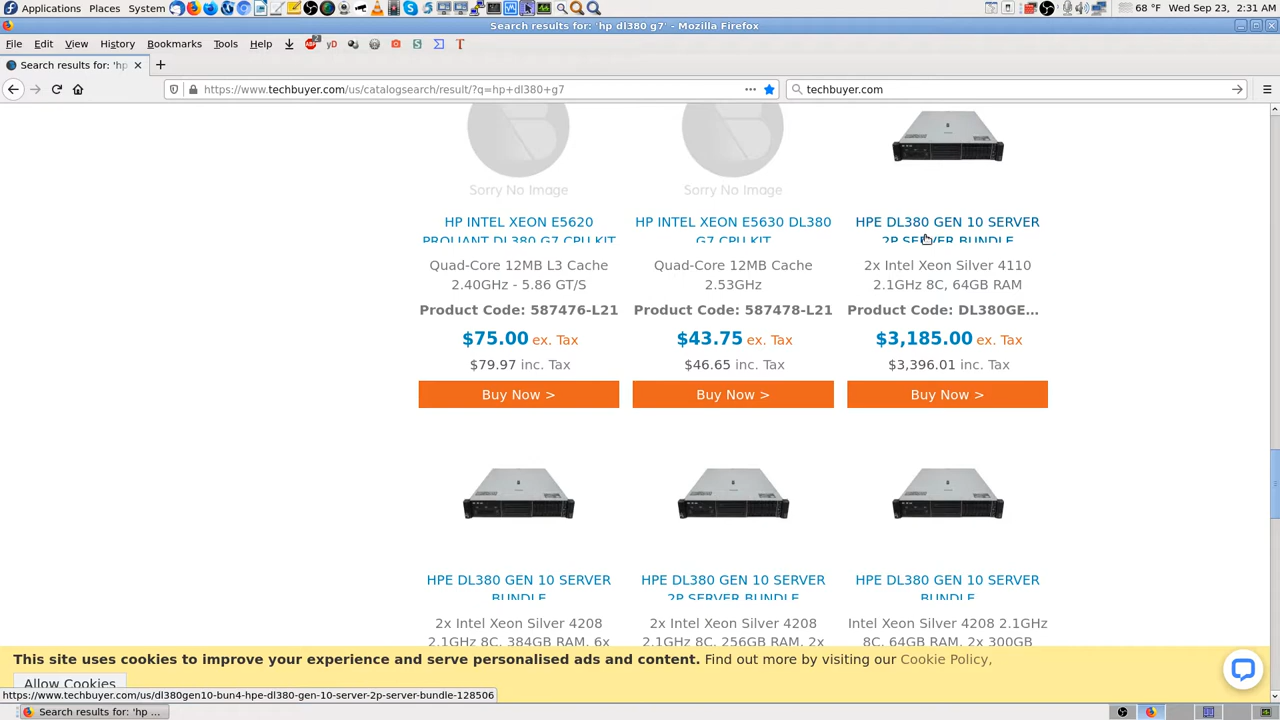 Applications Places System
68 °F Wed Sep 23, 2:31 AM
Search results for: 'hp dl380 g7' - Mozilla Firefox
File Edit View History Bookmarks Tools Help
Search results for: 'hp
https://www.techbuyer.com/us/catalogsearch/result/?q=hp+dl380+g7
techbuyer.com
Sorry No Image
Sorry No Image
HP INTEL XEON E5620
PROLIANT DL380 G7 CPU KIT
Quad-Core 12MB L3 Cache
2.40GHz - 5.86 GT/S
Product Code: 587476-L21
$75.00 ex. Tax
$79.97 inc. Tax
Buy Now >
HP INTEL XEON E5630 DL380
G7 CPU KIT
Quad-Core 12MB Cache
2.53GHz
Product Code: 587478-L21
$43.75 ex. Tax
$46.65 inc. Tax
Buy Now >
HPE DL380 GEN 10 SERVER
2P SERVER BUNDLE
2x Intel Xeon Silver 4110
2.1GHz 8C, 64GB RAM
Product Code: DL380GE...
$3,185.00 ex. Tax
$3,396.01 inc. Tax
Buy Now >
HPE DL380 GEN 10 SERVER
BUNDLE
2x Intel Xeon Silver 4208
2.1GHz 8C, 384GB RAM, 6x
HPE DL380 GEN 10 SERVER
2P SERVER BUNDLE
2x Intel Xeon Silver 4208
2.1GHz 8C, 256GB RAM, 2x
HPE DL380 GEN 10 SERVER
BUNDLE
Intel Xeon Silver 4208 2.1GHz
8C, 64GB RAM, 2x 300GB
This site uses cookies to improve your experience and serve personalised ads and content. Find out more by visiting our Cookie Policy,
Allow Cookies
https://www.techbuyer.com/us/dl380gen10-bun4-hpe-dl380-gen-10-server-2p-server-bundle-128506
Search results for: 'hp ...